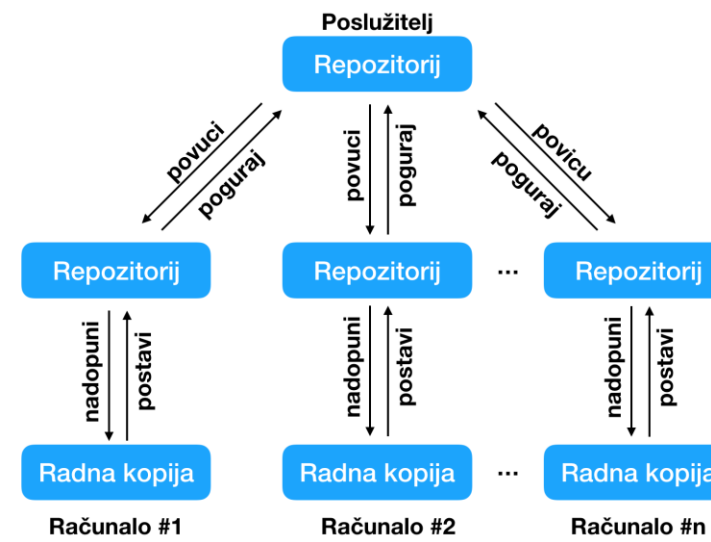 Poslužitelj
Repozitorij
povuci
poguraj
povuci
poguraj
povicu
poguraj
Repozitorij
Repozitorij
...
Repozitorij
nadopuni
postavi
nadopuni
postavi
nadopuni
postavi
Radna kopija
Radna kopija
...
Radna kopija
Računalo #1
Računalo #2
Računalo #n